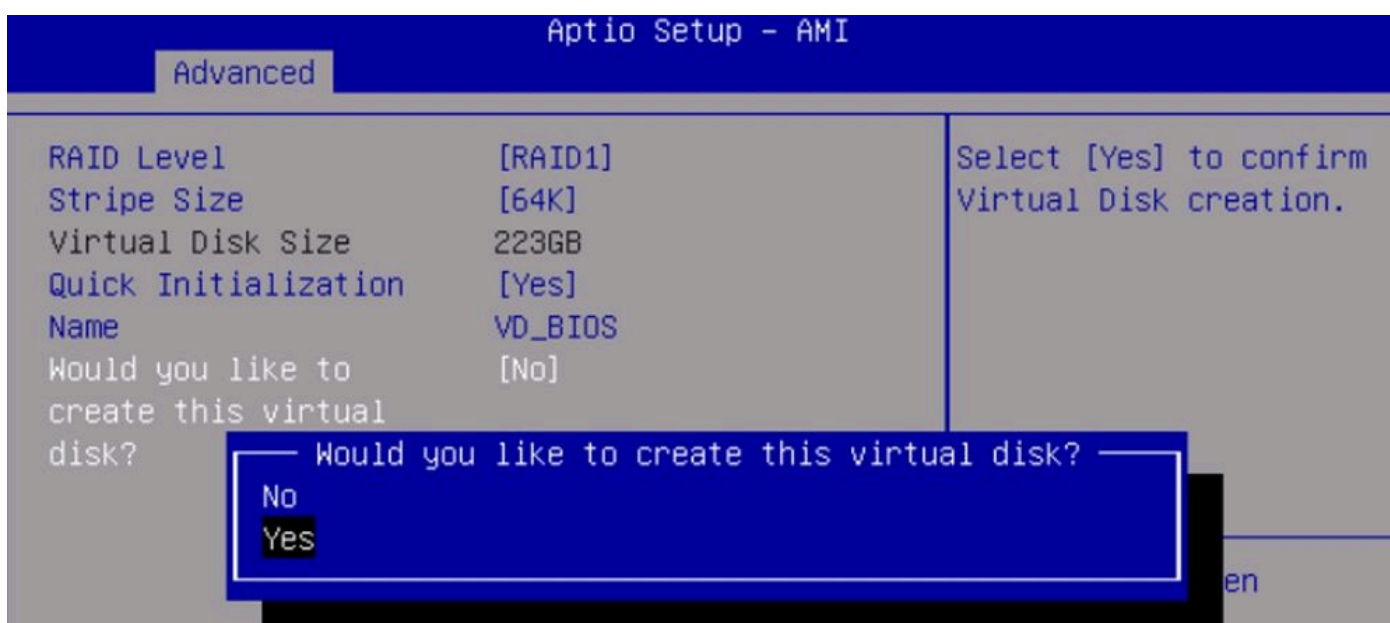 Aptio Setup – AMI
Advanced
RAID Level [RAID1]
Stripe Size [64K]
Virtual Disk Size 223GB
Quick Initialization [Yes]
Name VD_BIOS
Would you like to [No]
create this virtual
disk?
Select [Yes] to confirm
Virtual Disk creation.
Would you like to create this virtual disk?
No
Yes
en